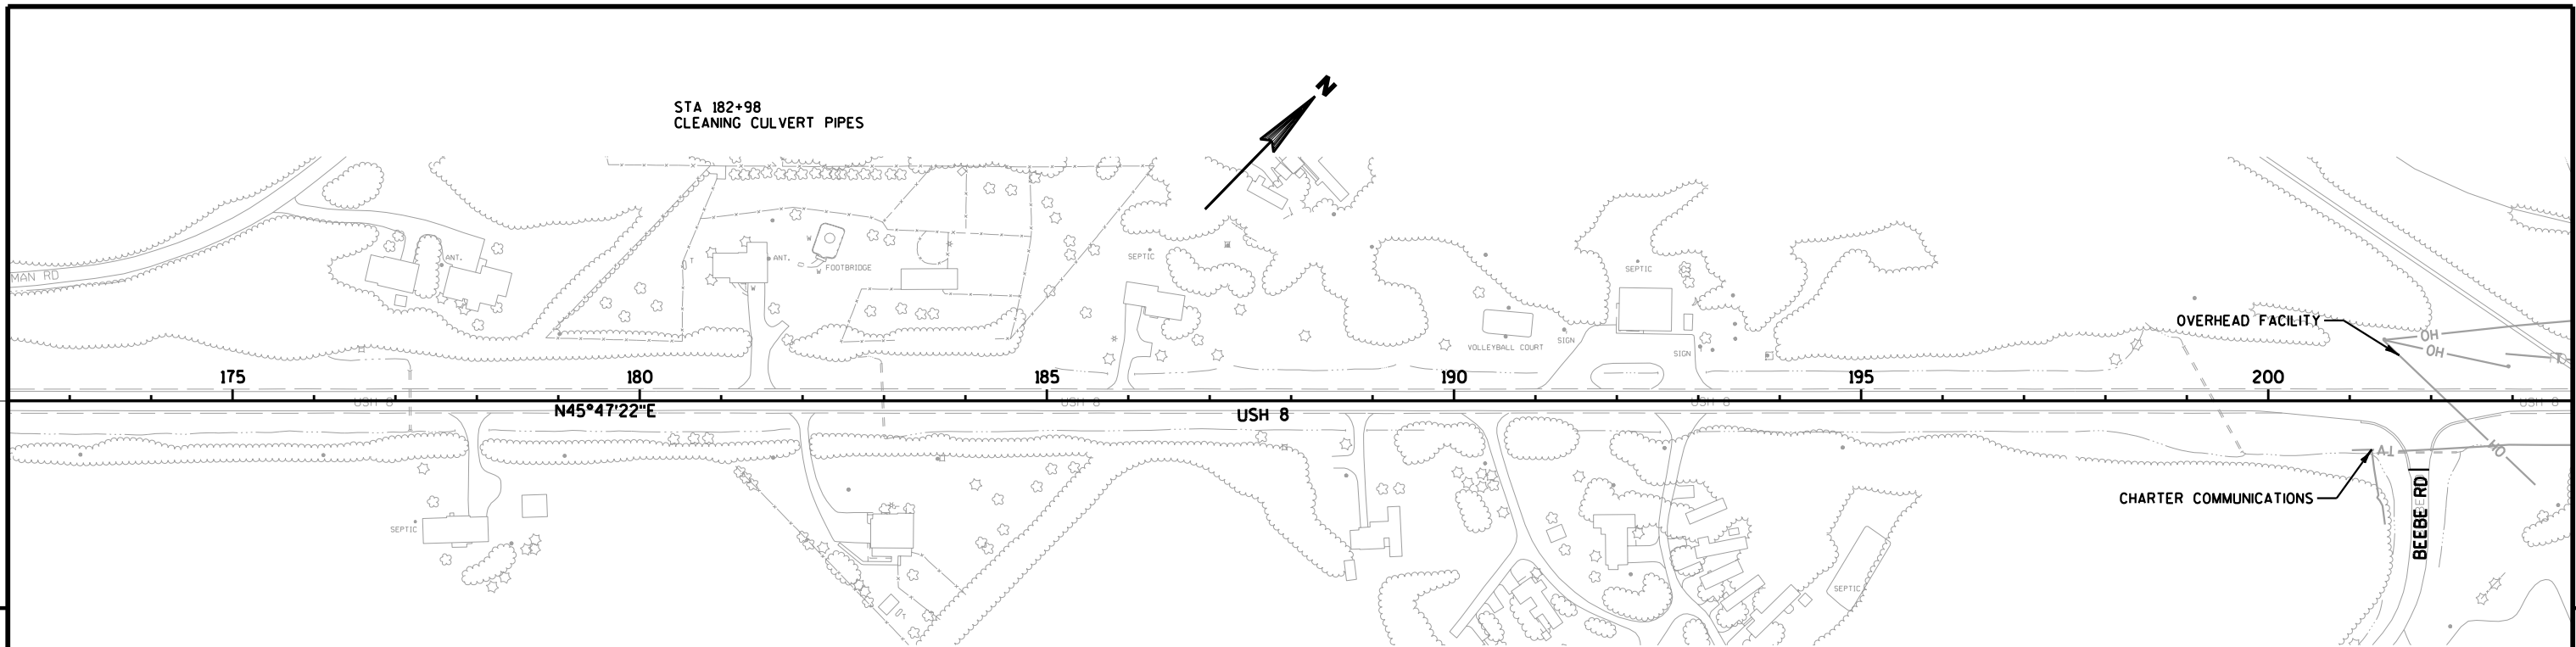 STA 182+98
CLEANING CULVERT PIPES
N
MAN RD
ANT.
T
W
ANT.
W
FOOTBRIDGE
W
SEPTIC
SEPTIC
VOLLEYBALL COURT
SIGN
SIGN
OVERHEAD FACILITY
OH
OH
T
175
180
185
190
195
200
USH 8
USH 8
USH 8
USH 8
N45°47'22"E
USH 8
TV
OH
CHARTER COMMUNICATIONS
BEEBE RD
SEPTIC
SEPTIC
T